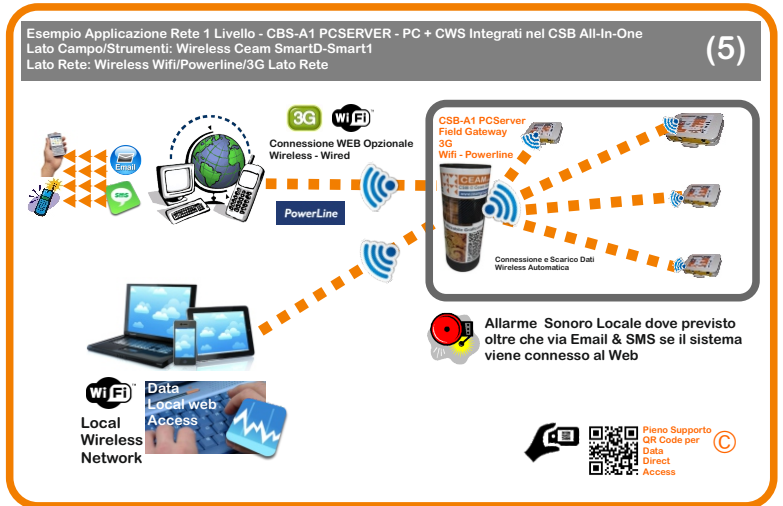 Esempio Applicazione Rete 1 Livello - CBS-A1 PCSERVER - PC + CWS Integrati nel CSB All-In-One
Lato Campo/Strumenti: Wireless Ceam SmartD-Smart1
Lato Rete: Wireless Wifi/Powerline/3G Lato Rete
(5)
3G
WiFi
Connessione WEB Opzionale
Wireless - Wired
Email
SMS
PowerLine
CSB-A1 PCServer
Field Gateway
3G
Wifi - Powerline
CEAM
Connessione e Scarico Dati
Wireless Automatica
Allarme Sonoro Locale dove previsto
oltre che via Email & SMS se il sistema
viene connesso al Web
WiFi
Local
Wireless
Network
Data
Local web
Access
Pieno Supporto
QR Code per
Data
Direct
Access
©